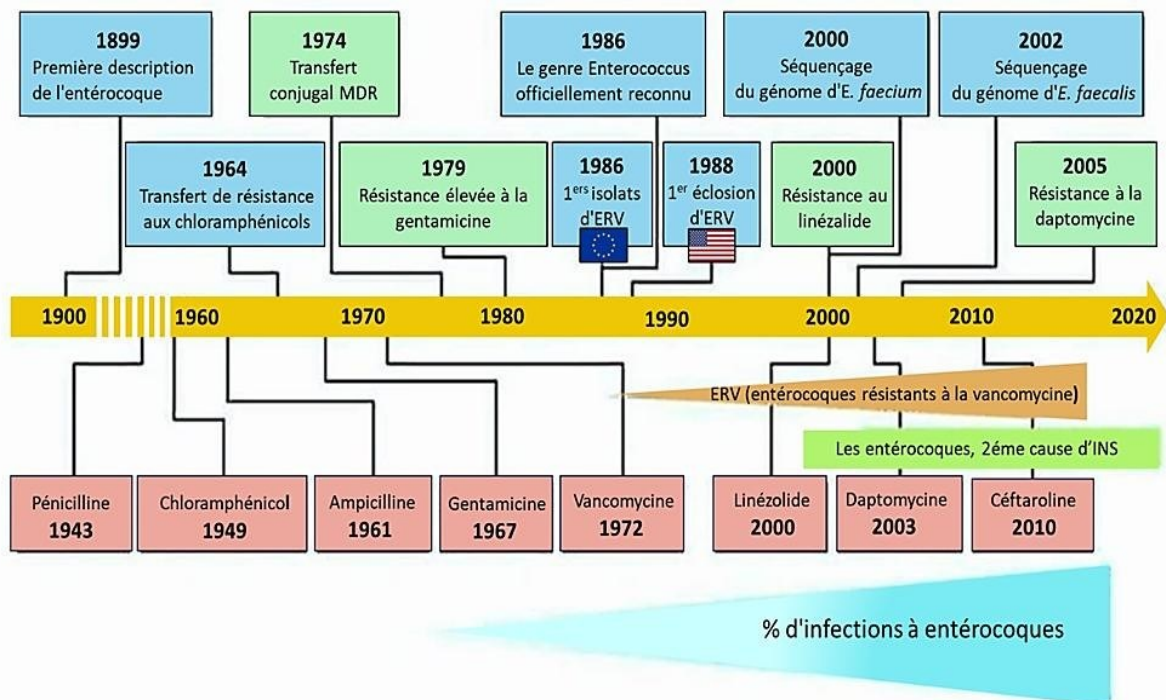 1899
Première description
de l'entérocoque
1974
Transfert
conjugal MDR
1986
Le genre Enterococcus
officiellement reconnu
2000
Séquençage
du génome d'E. faecium
2002
Séquençage
du génome d'E. faecalis
1964
Transfert de résistance
aux chloramphénicols
1979
Résistance élevée à la
gentamicine
1986
1ers isolats
d'ERV
1988
1er éclosion
d'ERV
2000
Résistance au
linézalide
2005
Résistance à la
daptomycine
1900 1960 1970 1980 1990 2000 2010 2020
ERV (entérocoques résistants à la vancomycine)
Les entérocoques, 2éme cause d'INS
Pénicilline
1943
Chloramphénicol
1949
Ampicilline
1961
Gentamicine
1967
Vancomycine
1972
Linézolide
2000
Daptomycine
2003
Céftaroline
2010
% d'infections à entérocoques